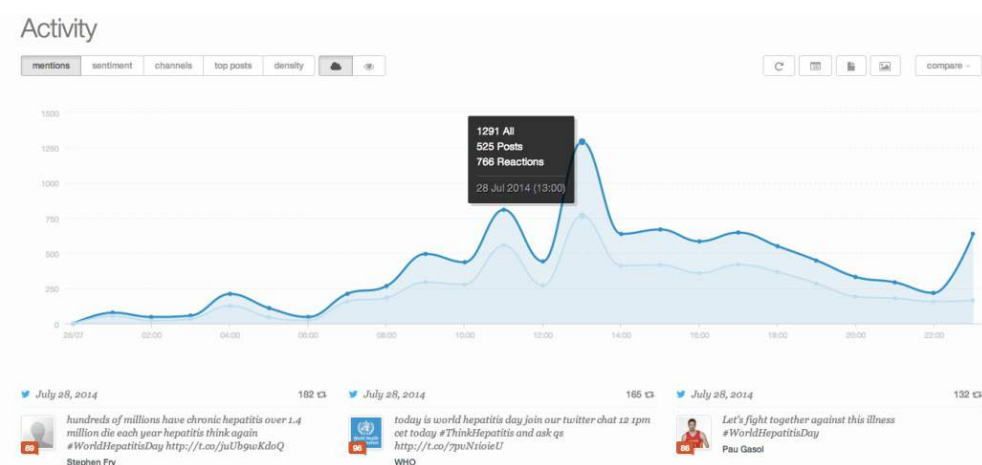 Activity
mentions sentiment channels top posts density compare
1500
1250
1000
750
500
250
0
1291 All
525 Posts
766 Reactions
28 Jul 2014 (13:00)
28/07 02:00 04:00 06:00 08:00 10:00 12:00 14:00 16:00 18:00 20:00 22:00
July 28, 2014 182
hundreds of millions have chronic hepatitis over 1.4
million die each year hepatitis think again
#WorldHepatitisDay http://t.co/juUb9wKdoQ
89
Stephen Fry
July 28, 2014 165
today is world hepatitis day join our twitter chat 12 1pm
cet today #ThinkHepatitis and ask qs
http://t.co/7pvN1ioieU
96
WHO
July 28, 2014 132
Let's fight together against this illness
#WorldHepatitisDay
86
Pau Gasol